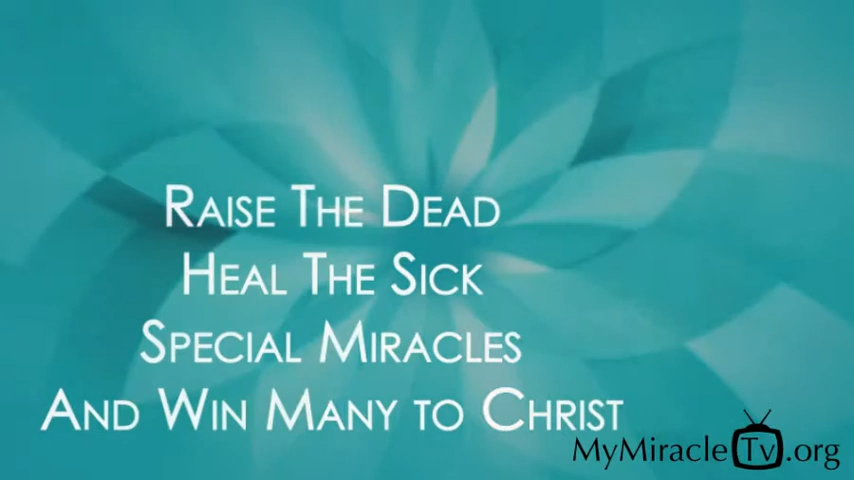 Raise The Dead
Heal The Sick
Special Miracles
And Win Many to Christ
MyMiracleTv.org